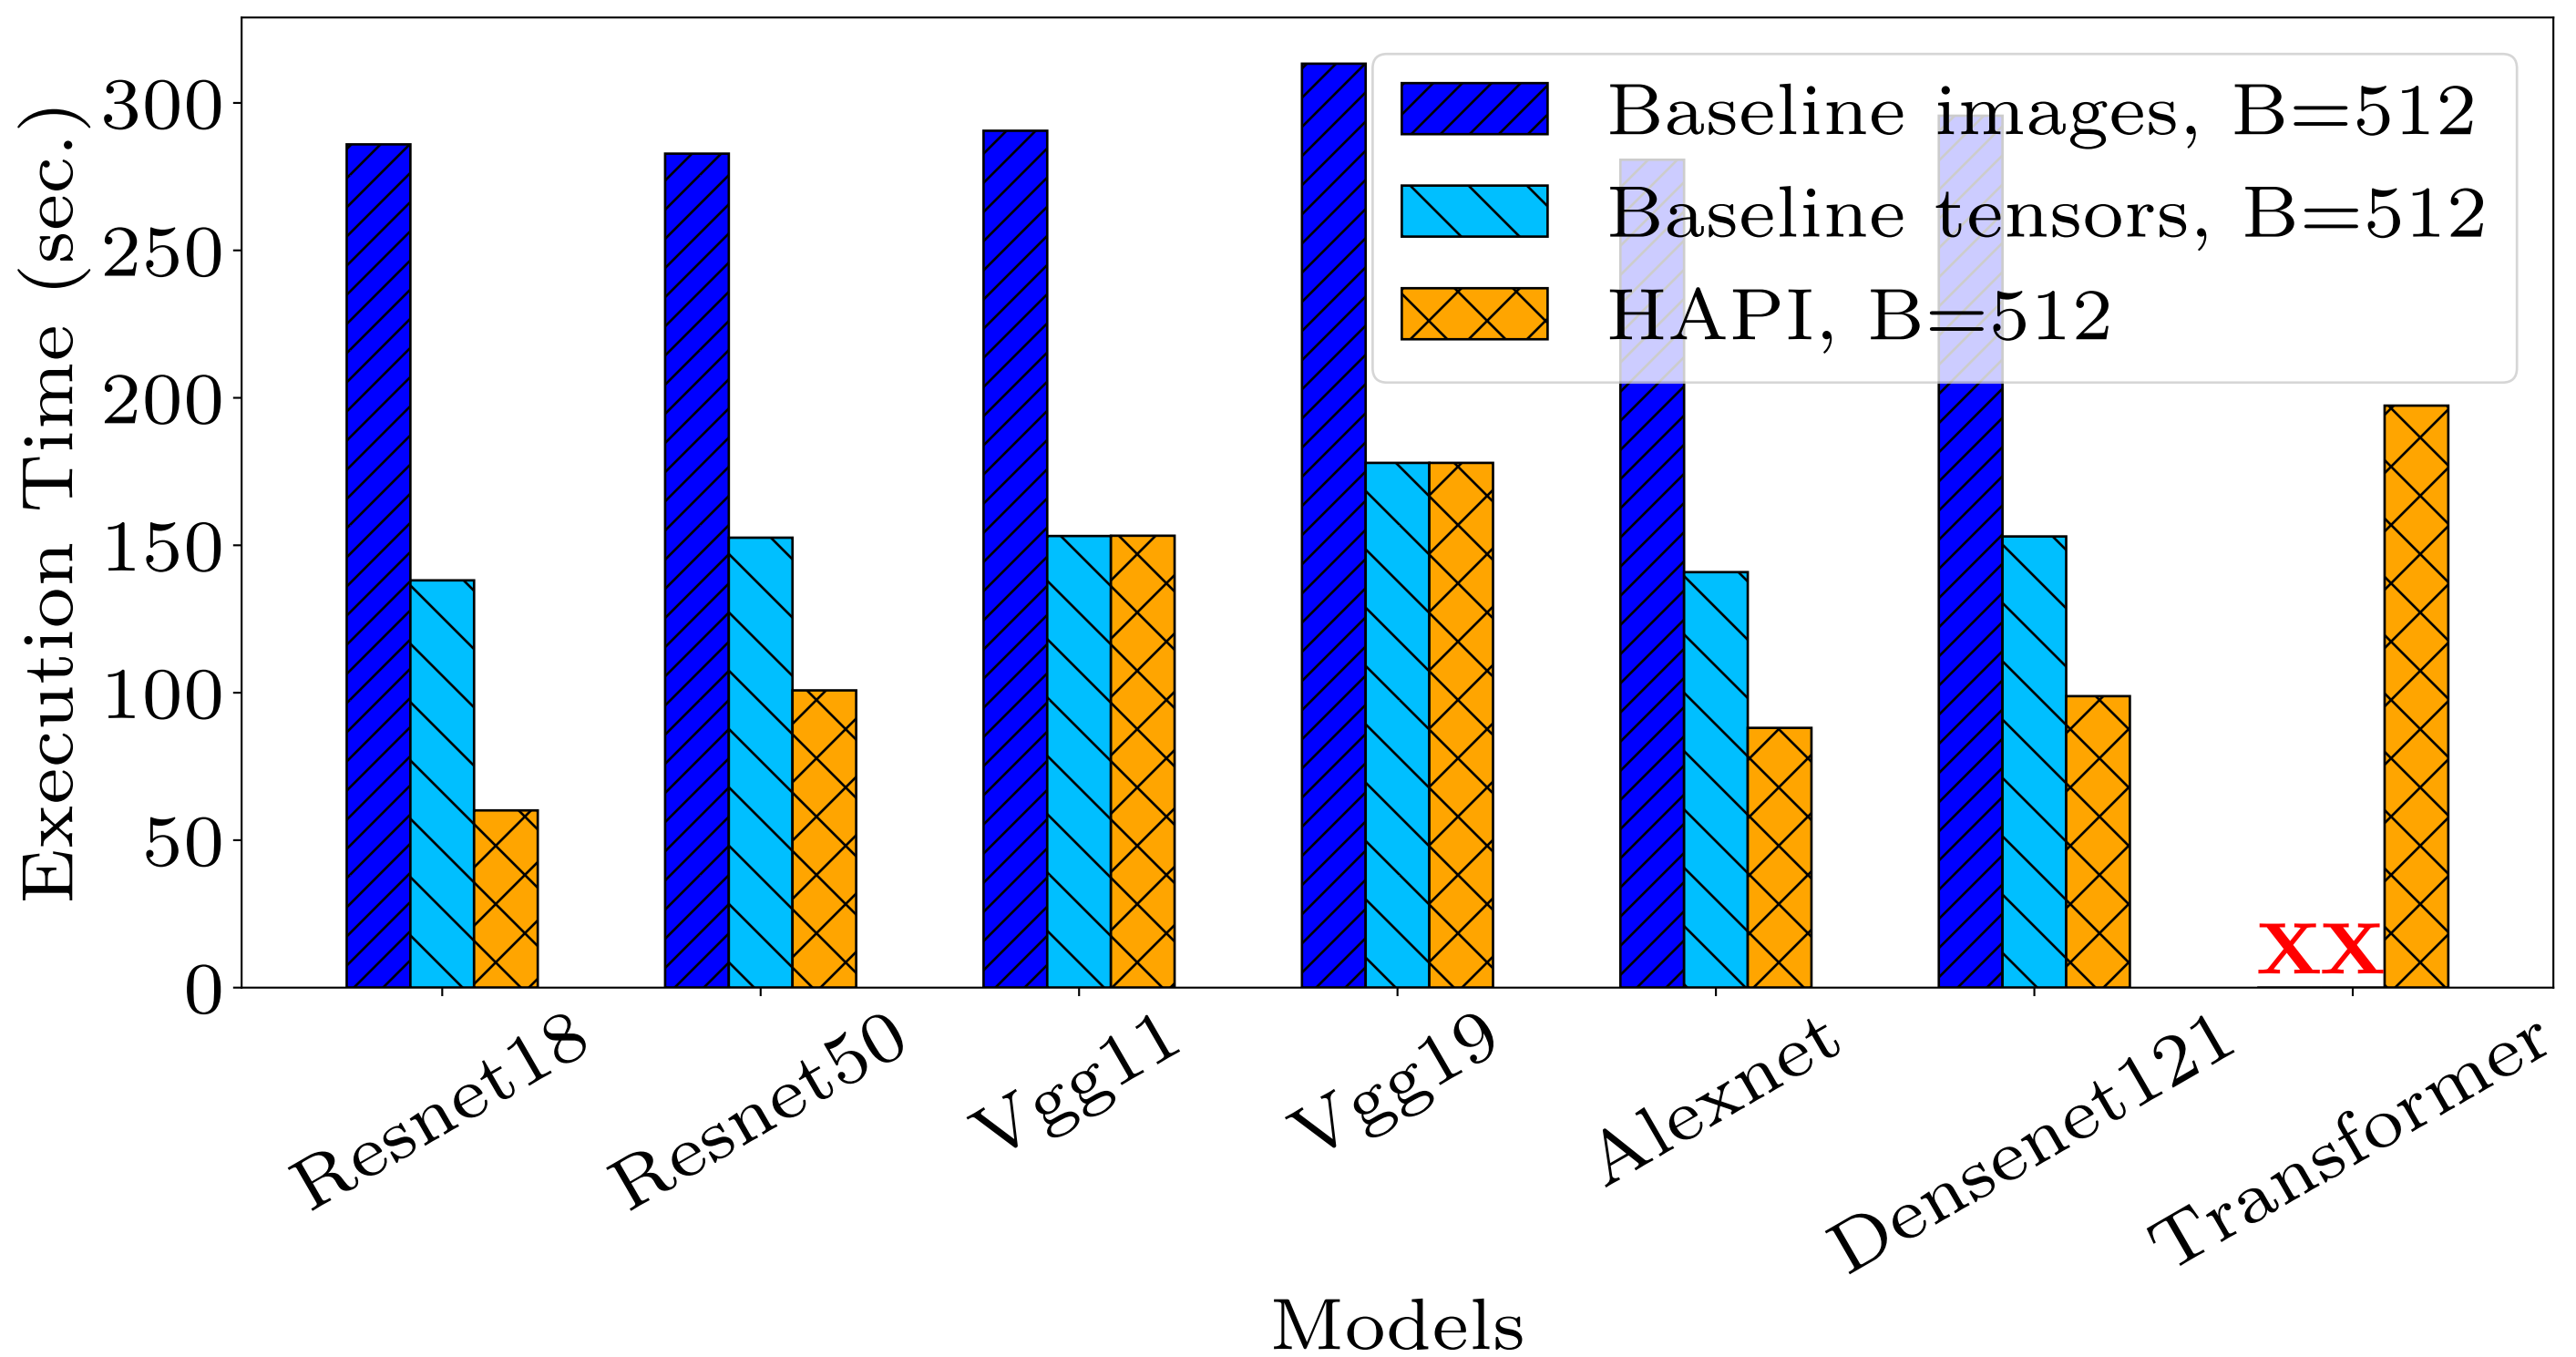 Execution Time (sec.)
300
250
200
150
100
50
0
Baseline images, B=512
Baseline tensors, B=512
HAPI, B=512
xx
Resnet18
Resnet50
Vgg11
Vgg19
Alexnet
Densenet121
Transformer
Models